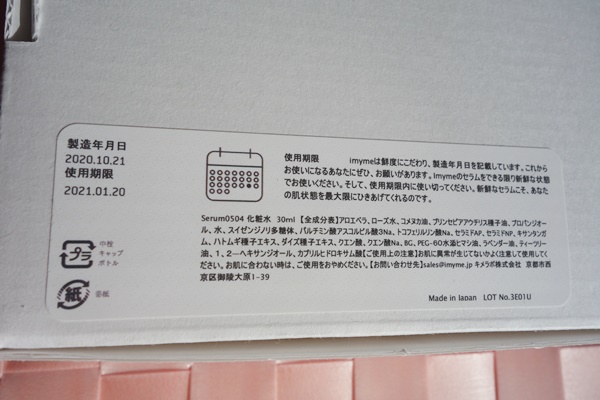 製造年月日
2020.10.21
使用期限
2021.01.20
使用期限 imymeは鮮度にこだわり、製造年月日を記載しています。これから
お使いになるあなたにぜひ、お願いがあります。Imymeのセラムをできる限り新鮮な状態
でお使いください。そして、使用期限内に使い切ってください。新鮮なセラムこそ、あなた
の肌状態を最大限にひきあげてくれるのです。
Serum0504 化粧水 30ml【全成分表】アロエベラ、ローズ水、コメヌカ油、プリンセピアウチリス種子油、プロパンジオー
ル、水、スイゼンジノリ多糖体、パルチミン酸アスコルビル酸3Na、トコフェリルリン酸Na、セラミドAP、セラミドNP、キサンタンガ
ム、ハトムギ種子エキス、ダイズ種子エキス、クエン酸、クエン酸Na、BG、PEG-60水添ヒマシ油、ラベンダー油、ティーツリー
油、1、2―ヘキサンジオール、カプリルヒドロキサム酸【ご使用上の注意】お肌に異常が生じてないかよく注意して使用してく
ださい。お肌に合わない時は、ご使用をおやめください。【お問い合わせ先】sales@imyme.jp キメラボ株式会社 京都市西
京区御陵大原1-39
プラ
中栓
キャップ
ボトル
紙
Made in Japan LOT No.3E01U